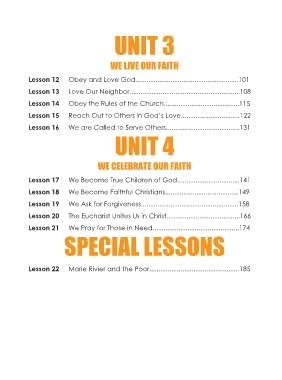 UNIT 3
WE LIVE OUR FAITH
Lesson 12 Obey and Love God......................................................101
Lesson 13 Love Our Neighbor..........................................................108
Lesson 14 Obey the Rules of the Church........................................115
Lesson 15 Reach Out to Others in God's Love...............................122
Lesson 16 We are Called to Serve Others.......................................131
UNIT 4
WE CELEBRATE OUR FAITH
Lesson 17 We Become True Children of God.................................141
Lesson 18 We Become Faithful Christians.......................................149
Lesson 19 We Ask for Forgiveness...................................................158
Lesson 20 The Eucharist Unites Us in Christ.......................................166
Lesson 21 We Pray for Those in Need..............................................174
SPECIAL LESSONS
Lesson 22 Marie Rivier and the Poor................................................185